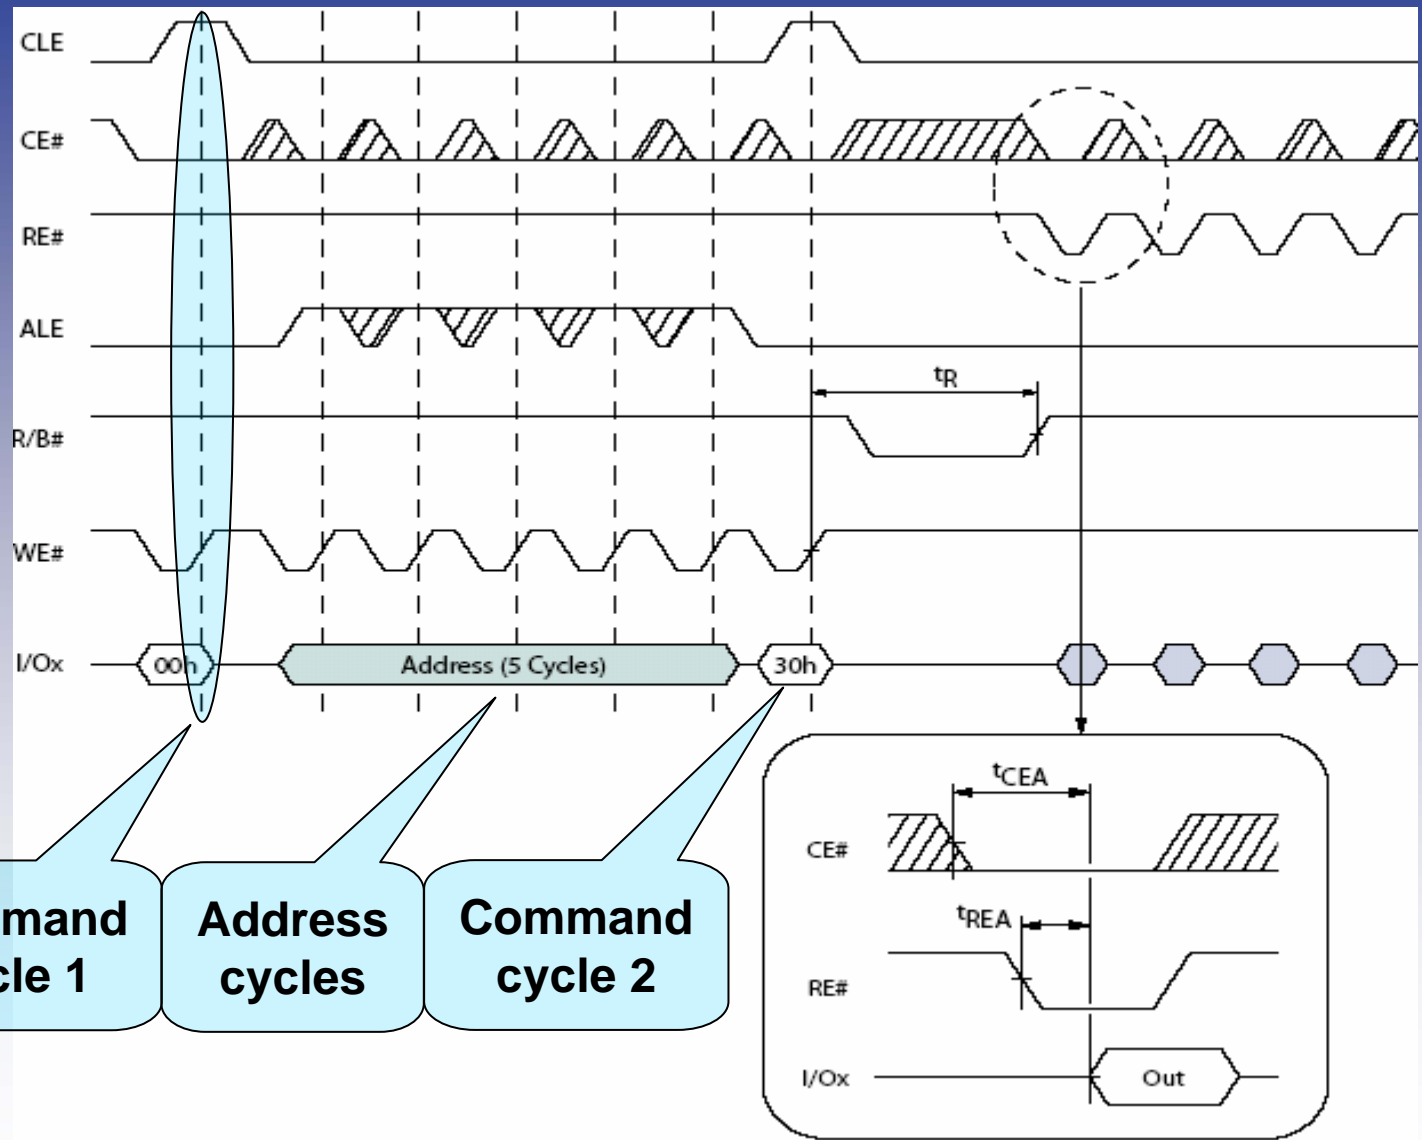 CLE
CE#
RE#
ALE
tR
R/B#
WE#
I/Ox
00h
Address (5 Cycles)
30h
mand
cle 1
Address
cycles
Command
cycle 2
tCEA
CE#
tREA
RE#
I/Ox
Out